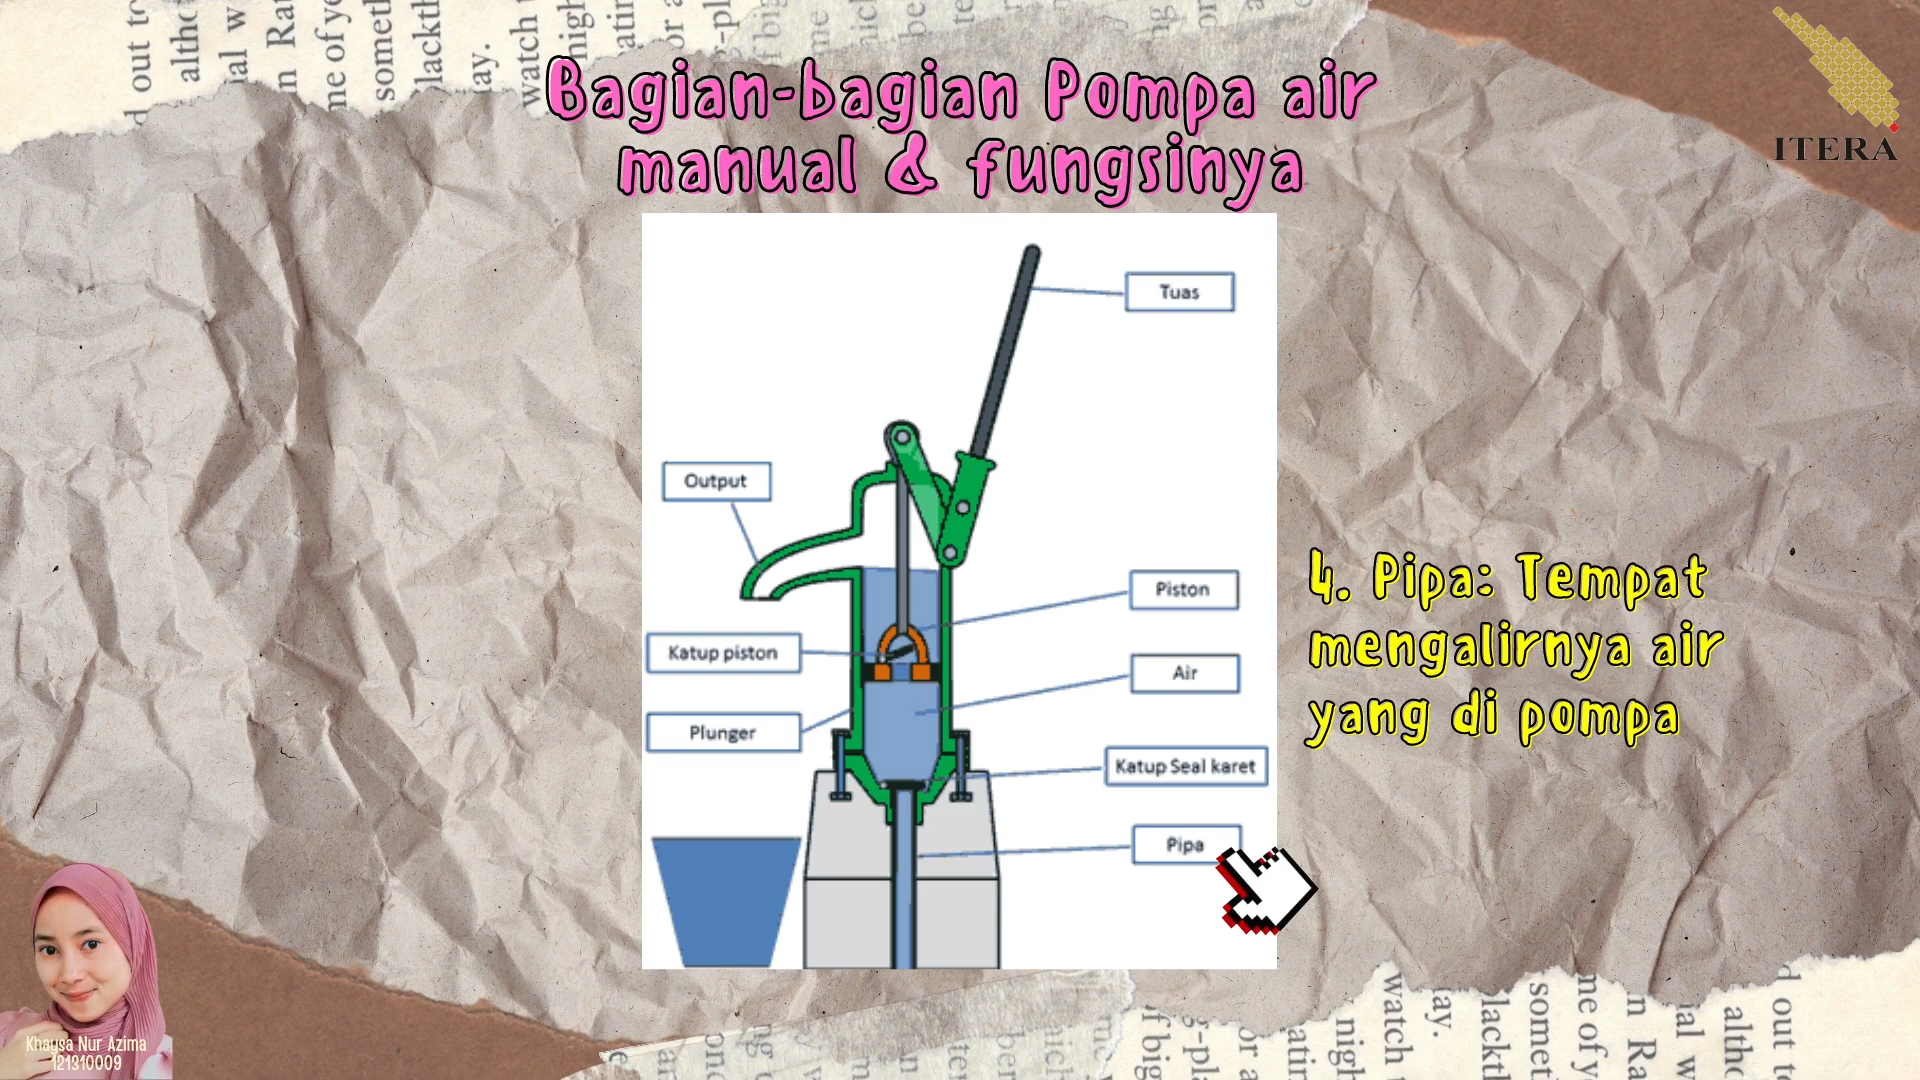 Bagian-bagian Pompa air
manual & fungsinya
ITERA
Tuas
Output
Piston
Katup piston
Air
Plunger
Katup Seal karet
Pipa
4. Pipa: Tempat
mengalirnya air
yang di pompa
Khaysa Nur Azima
121310009